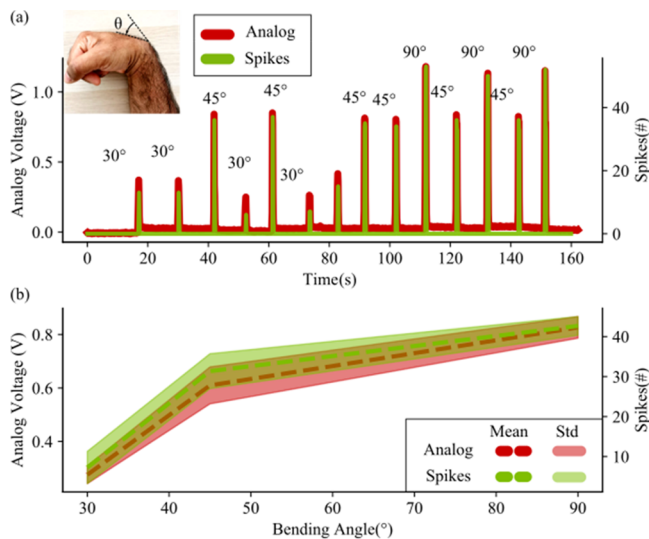 (a)
θ
Analog
Spikes
90° 90° 90°
45° 45° 45° 45° 45° 45°
30° 30° 30° 30°
1.0
0.5
0.0
Analog Voltage (V)
40
20
0
Spikes(#)
0 20 40 60 80 100 120 140 160
Time(s)
(b)
0.8
0.6
0.4
Analog Voltage (V)
40
30
20
10
Spikes(#)
Mean Std
Analog
Spikes
30 40 50 60 70 80 90
Bending Angle(°)